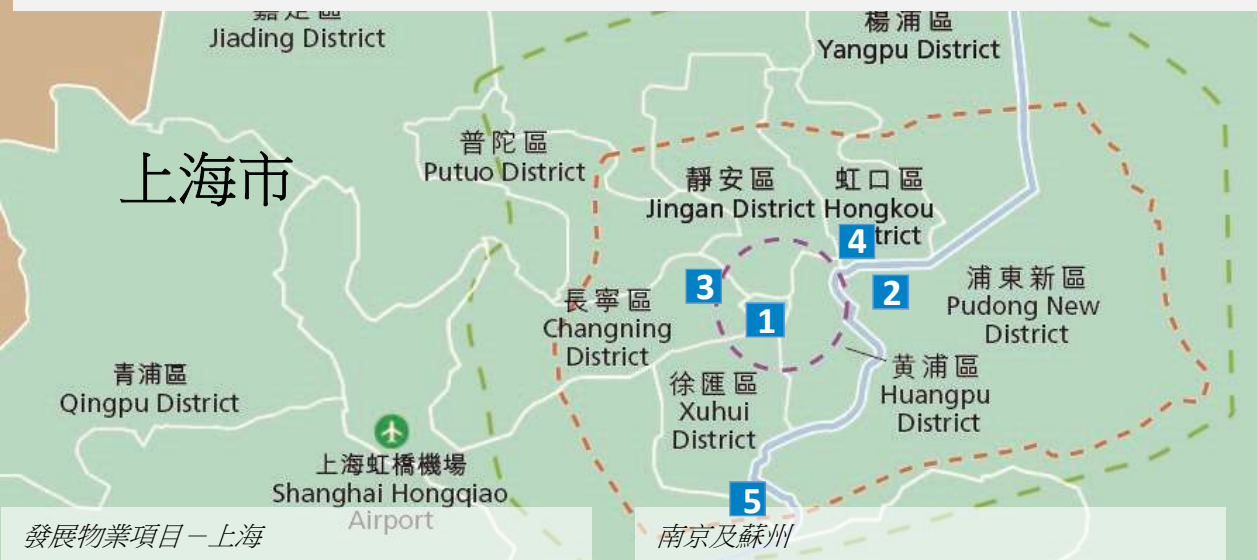 嘉定區
Jiading District
楊浦區
Yangpu District
普陀區
Putuo District
上海市
靜安區
Jingan District
虹口區
Hongkou
trict
4
3
2
1
浦東新區
Pudong New
District
長寧區
Changning
District
黃浦區
Huangpu
District
徐匯區
Xuhui
District
青浦區
Qingpu District
上海虹橋機場
Shanghai Hongqiao
Airport
5
發展物業項目－上海
南京及蘇州